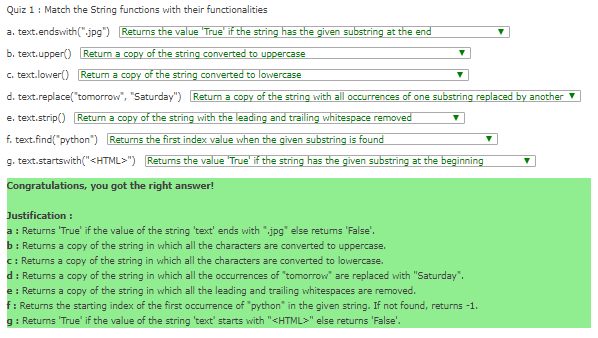 Quiz 1 : Match the String functions with their functionalities
a. text.endswith(".jpg") Returns the value 'True' if the string has the given substring at the end ▼
b. text.upper() Return a copy of the string converted to uppercase ▼
c. text.lower() Return a copy of the string converted to lowercase ▼
d. text.replace("tomorrow", "Saturday") Return a copy of the string with all occurrences of one substring replaced by another ▼
e. text.strip() Return a copy of the string with the leading and trailing whitespace removed ▼
f. text.find("python") Returns the first index value when the given substring is found ▼
g. text.startswith("<HTML>") Returns the value 'True' if the string has the given substring at the beginning ▼
Congratulations, you got the right answer!
Justification :
a : Returns 'True' if the value of the string 'text' ends with ".jpg" else returns 'False'.
b : Returns a copy of the string in which all the characters are converted to uppercase.
c : Returns a copy of the string in which all the characters are converted to lowercase.
d : Returns a copy of the string in which all the occurrences of "tomorrow" are replaced with "Saturday".
e : Returns a copy of the string in which all the leading and trailing whitespaces are removed.
f : Returns the starting index of the first occurrence of "python" in the given string. If not found, returns -1.
g : Returns 'True' if the value of the string 'text' starts with "<HTML>" else returns 'False'.